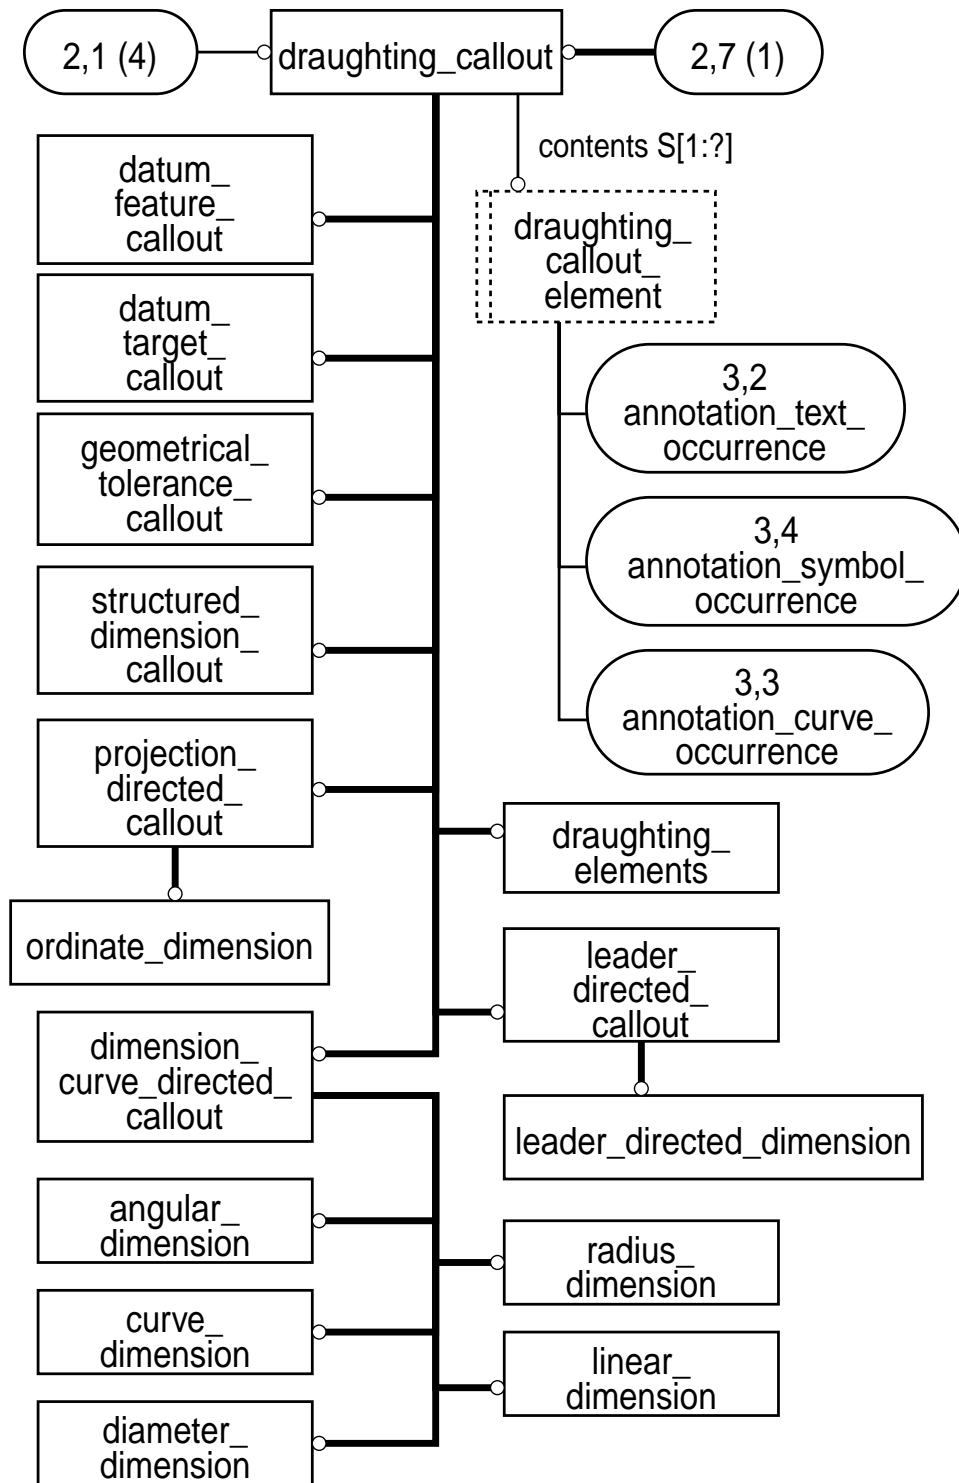 2,1 (4)
draughting_callout
2,7 (1)
contents S[1:?]
datum_
feature_
callout
draughting_
callout_
element
datum_
target_
callout
3,2
annotation_text_
occurrence
geometrical_
tolerance_
callout
3,4
annotation_symbol_
occurrence
structured_
dimension_
callout
3,3
annotation_curve_
occurrence
projection_
directed_
callout
draughting_
elements
ordinate_dimension
leader_
directed_
callout
dimension_
curve_directed_
callout
leader_directed_dimension
angular_
dimension
radius_
dimension
curve_
dimension
linear_
dimension
diameter_
dimension